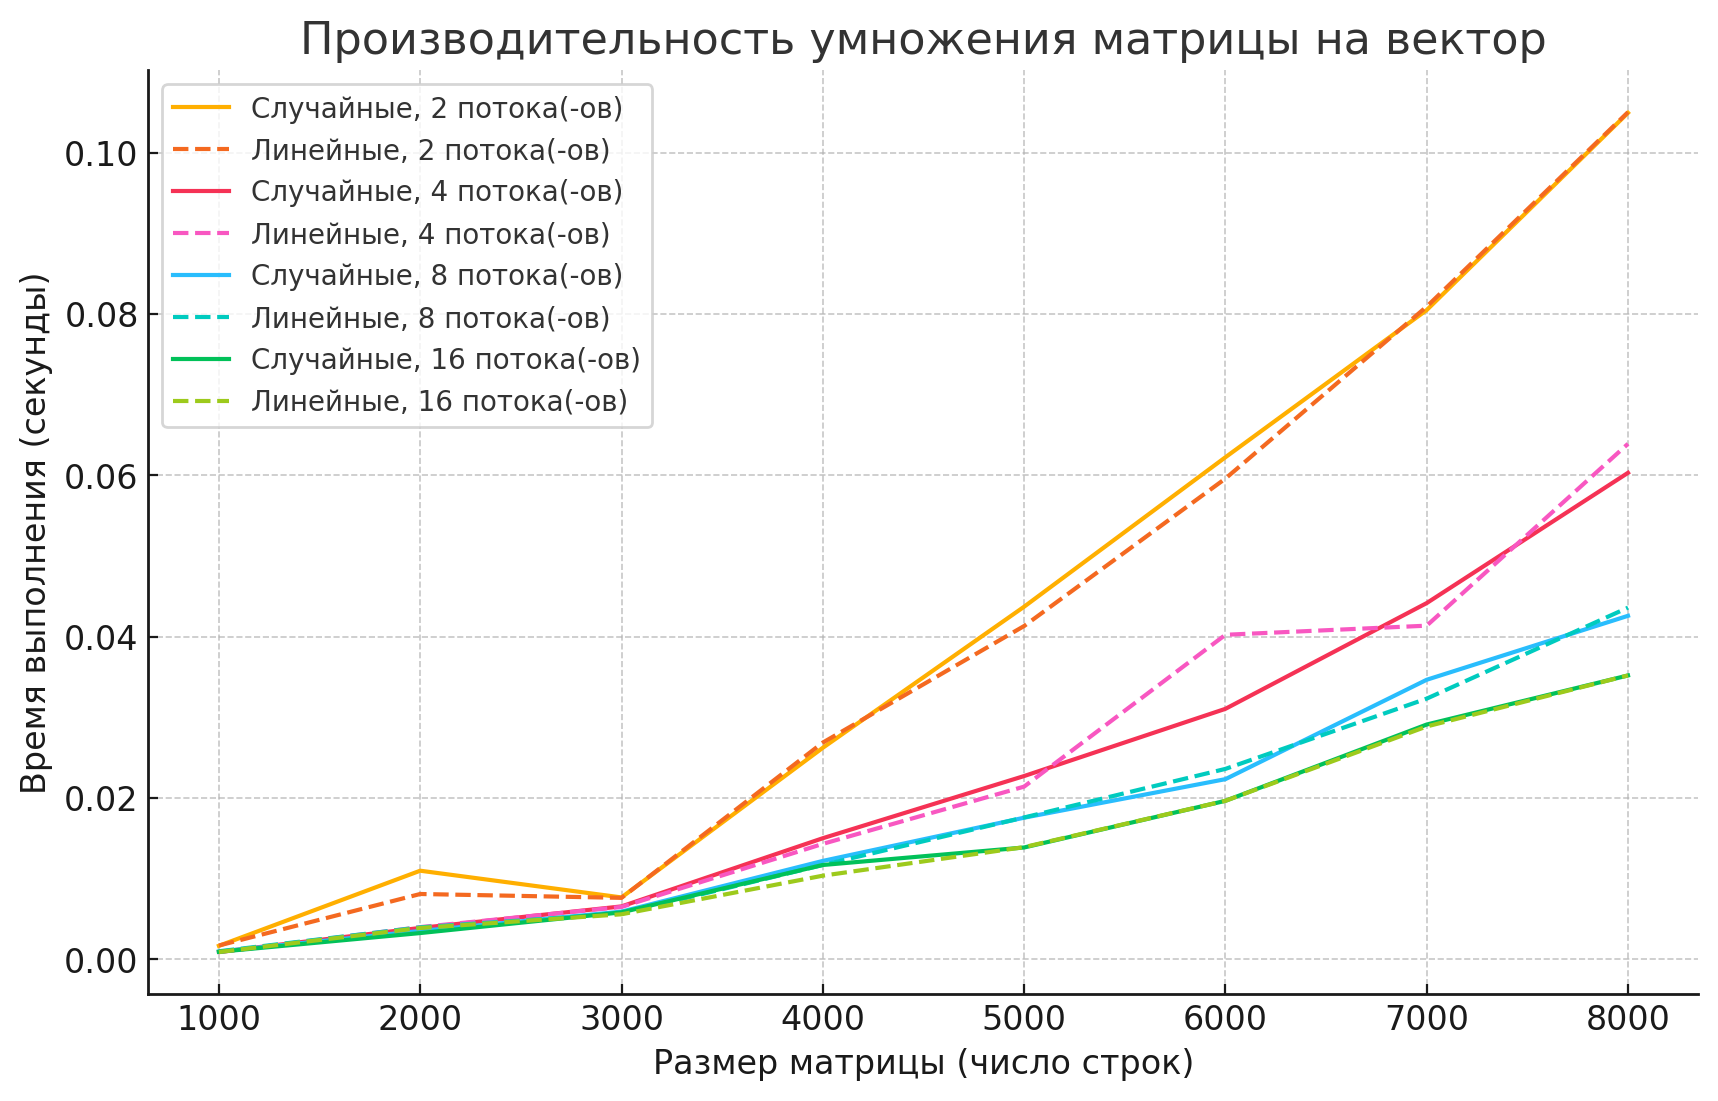 Производительность умножения матрицы на вектор
Случайные, 2 потока(-ов)
Линейные, 2 потока(-ов)
Случайные, 4 потока(-ов)
Линейные, 4 потока(-ов)
Случайные, 8 потока(-ов)
Линейные, 8 потока(-ов)
Случайные, 16 потока(-ов)
Линейные, 16 потока(-ов)
Время выполнения (секунды)
0.10
0.08
0.06
0.04
0.02
0.00
1000 2000 3000 4000 5000 6000 7000 8000
Размер матрицы (число строк)